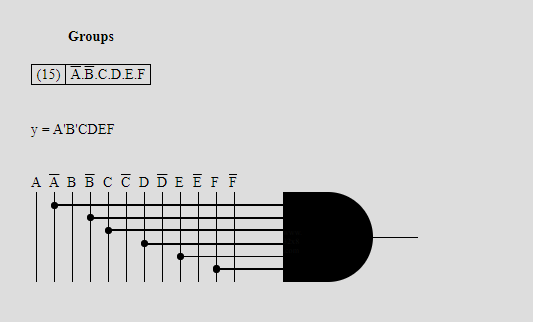 Groups
(15) A̅.B̅.C.D.E.F
y = A'B'CDEF
A A̅ B B̅ C C̅ D D̅ E E̅ F F̅